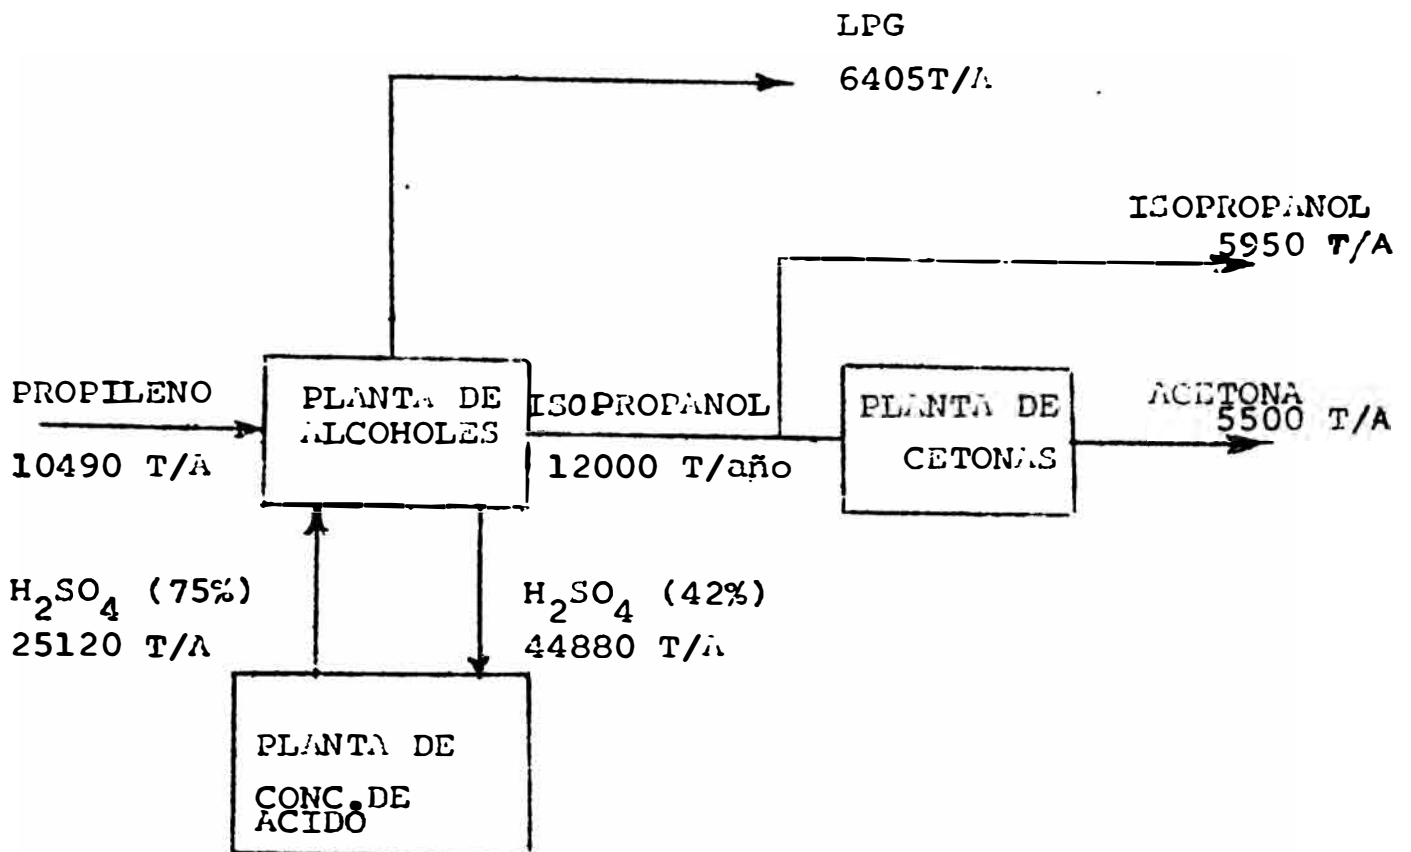 LPG
6405T/A
ISOPROPANOL
5950 T/A
PROPILENO
10490 T/A
PLANTA DE
ALCOHOLES
ISOPROPANOL
12000 T/año
PLANTA DE
CETONAS
ACETONA
5500 T/A
H₂SO₄ (75%)
25120 T/A
H₂SO₄ (42%)
44880 T/A
PLANTA DE
CONC.DE
ACIDO